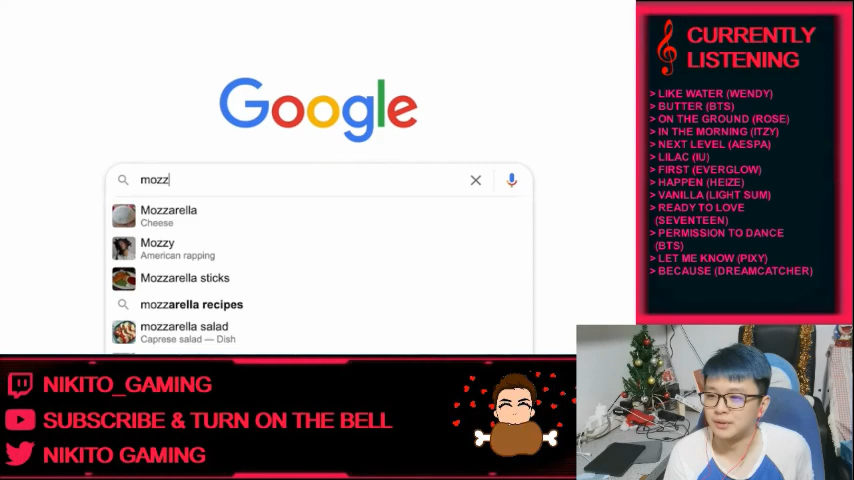 Google
mozz
Mozzarella
Cheese
Mozzy
American rapping
Mozzarella sticks
mozzarella recipes
mozzarella salad
Caprese salad — Dish
CURRENTLY
LISTENING
> LIKE WATER (WENDY)
> BUTTER (BTS)
> ON THE GROUND (ROSE)
> IN THE MORNING (ITZY)
> NEXT LEVEL (AESPA)
> LILAC (IU)
> FIRST (EVERGLOW)
> HAPPEN (HEIZE)
> VANILLA (LIGHT SUM)
> READY TO LOVE
(SEVENTEEN)
> PERMISSION TO DANCE
(BTS)
> LET ME KNOW (PIXY)
> BECAUSE (DREAMCATCHER)
NIKITO_GAMING
SUBSCRIBE & TURN ON THE BELL
NIKITO GAMING